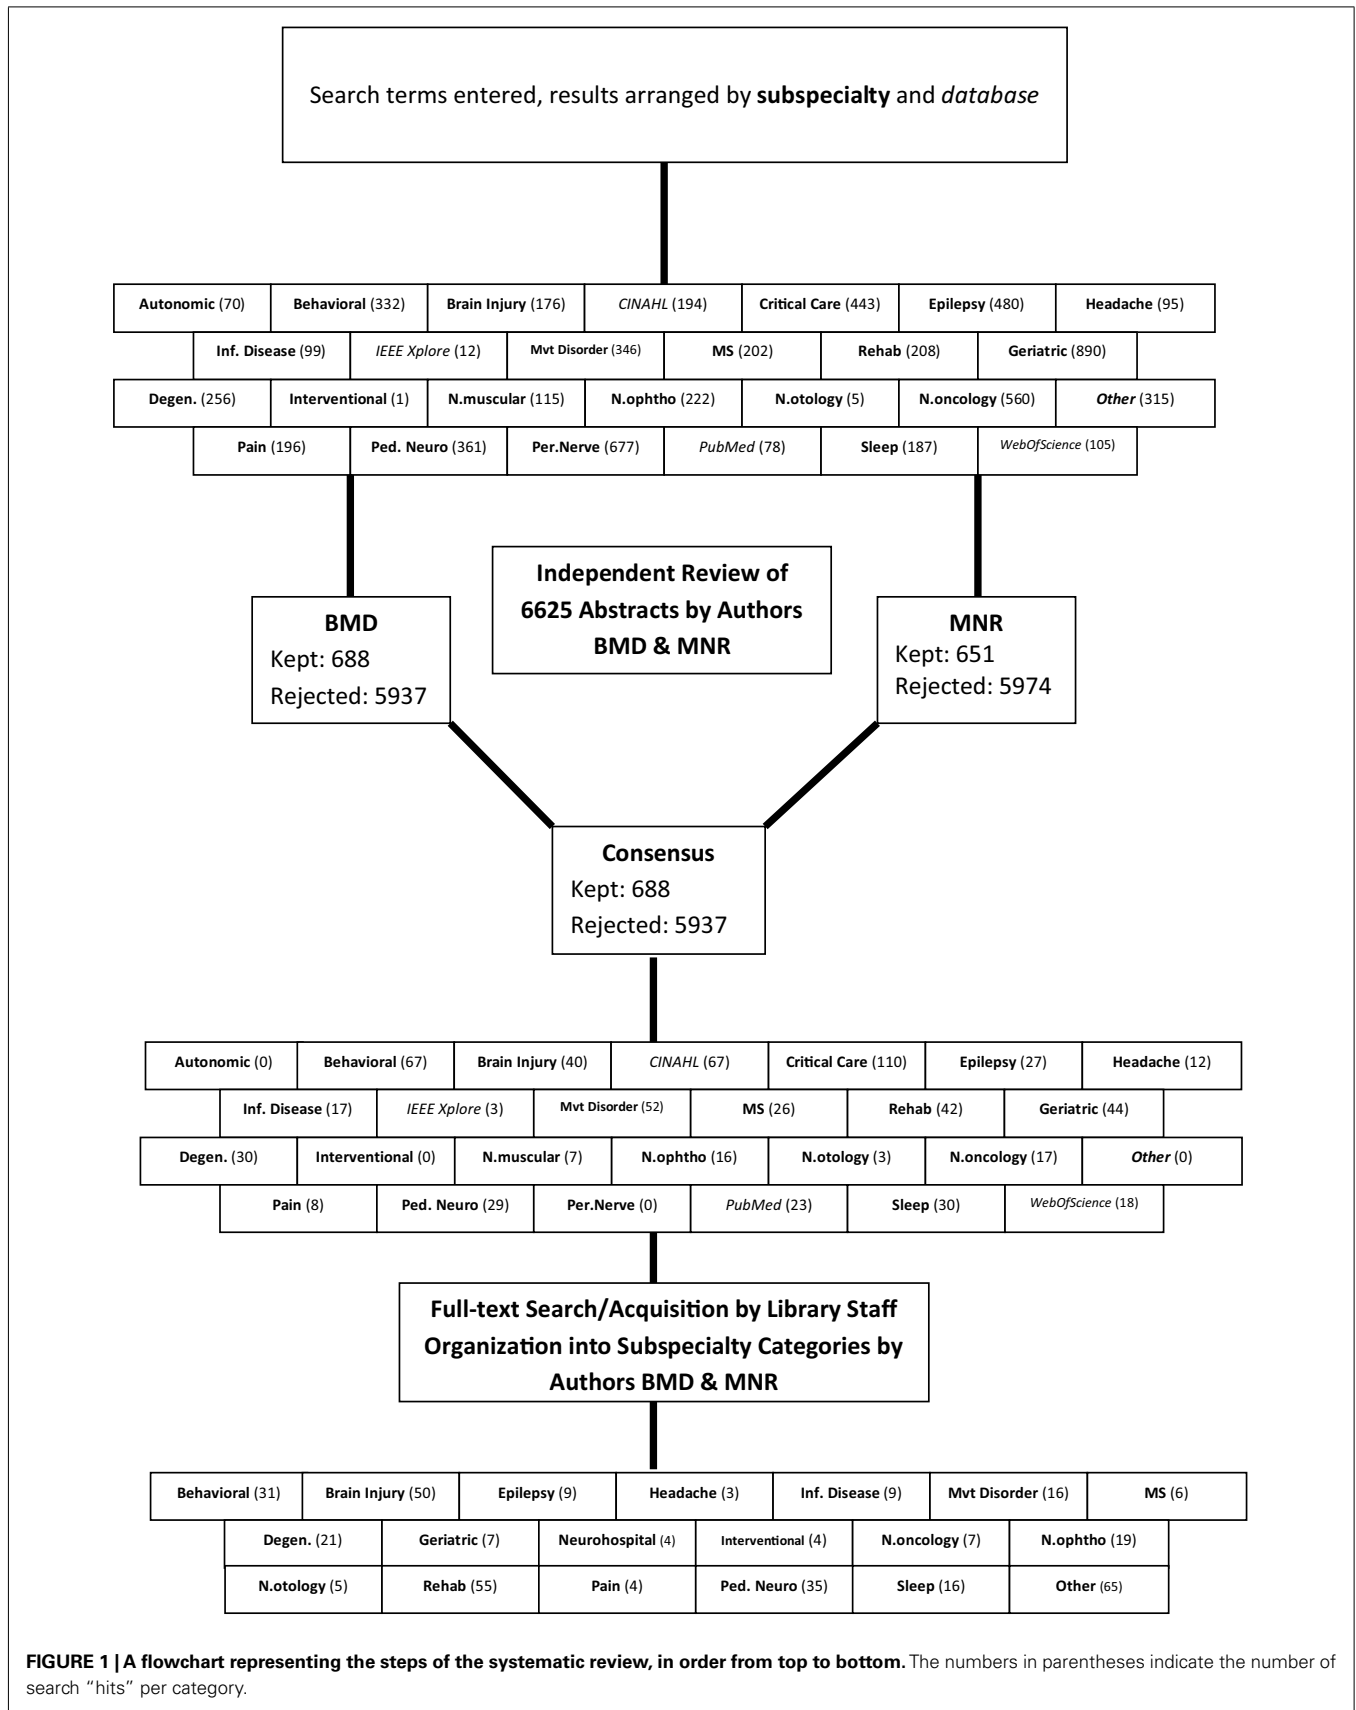 Search terms entered, results arranged by subspecialty and database
Autonomic (70) Behavioral (332) Brain Injury (176) CINAHL (194) Critical Care (443) Epilepsy (480) Headache (95)
Inf. Disease (99) IEEE Xplore (12) Mvt Disorder (346) MS (202) Rehab (208) Geriatric (890)
Degen. (256) Interventional (1) N.muscular (115) N.ophtho (222) N.otology (5) N.oncology (560) Other (315)
Pain (196) Ped. Neuro (361) Per.Nerve (677) PubMed (78) Sleep (187) WebOfScience (105)
Independent Review of
6625 Abstracts by Authors
BMD & MNR
BMD
Kept: 688
Rejected: 5937
MNR
Kept: 651
Rejected: 5974
Consensus
Kept: 688
Rejected: 5937
Autonomic (0) Behavioral (67) Brain Injury (40) CINAHL (67) Critical Care (110) Epilepsy (27) Headache (12)
Inf. Disease (17) IEEE Xplore (3) Mvt Disorder (52) MS (26) Rehab (42) Geriatric (44)
Degen. (30) Interventional (0) N.muscular (7) N.ophtho (16) N.otology (3) N.oncology (17) Other (0)
Pain (8) Ped. Neuro (29) Per.Nerve (0) PubMed (23) Sleep (30) WebOfScience (18)
Full-text Search/Acquisition by Library Staff
Organization into Subspecialty Categories by
Authors BMD & MNR
Behavioral (31) Brain Injury (50) Epilepsy (9) Headache (3) Inf. Disease (9) Mvt Disorder (16) MS (6)
Degen. (21) Geriatric (7) Neurohospital (4) Interventional (4) N.oncology (7) N.ophtho (19)
N.otology (5) Rehab (55) Pain (4) Ped. Neuro (35) Sleep (16) Other (65)
FIGURE 1 | A flowchart representing the steps of the systematic review, in order from top to bottom. The numbers in parentheses indicate the number of
search “hits” per category.